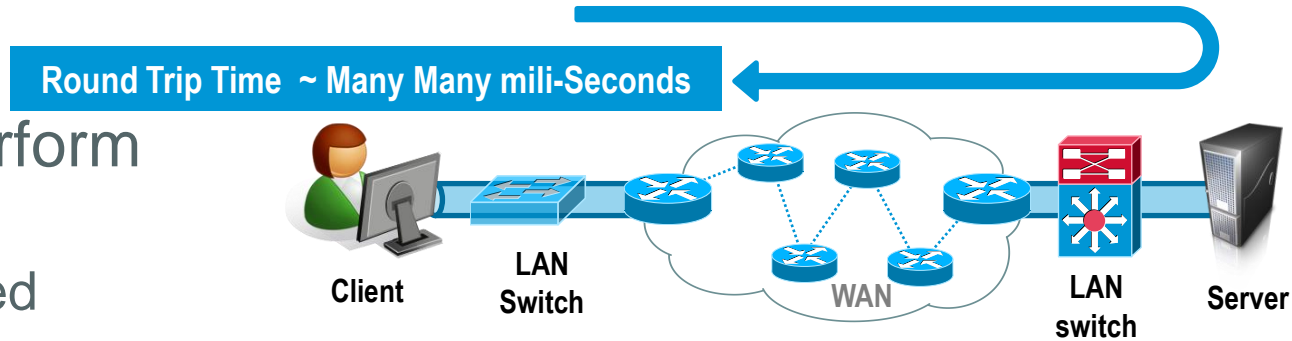 Round Trip Time ~ Many Many mili-Seconds
rform
ed
Client
LAN
Switch
WAN
LAN
switch
Server